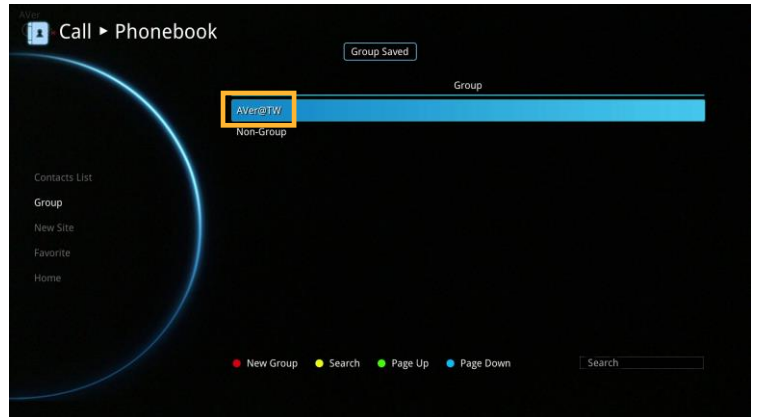 AVer
Call ► Phonebook
Group Saved
Group
AVer@TW
Non-Group
Contacts List
Group
New Site
Favorite
Home
New Group Search Page Up Page Down Search